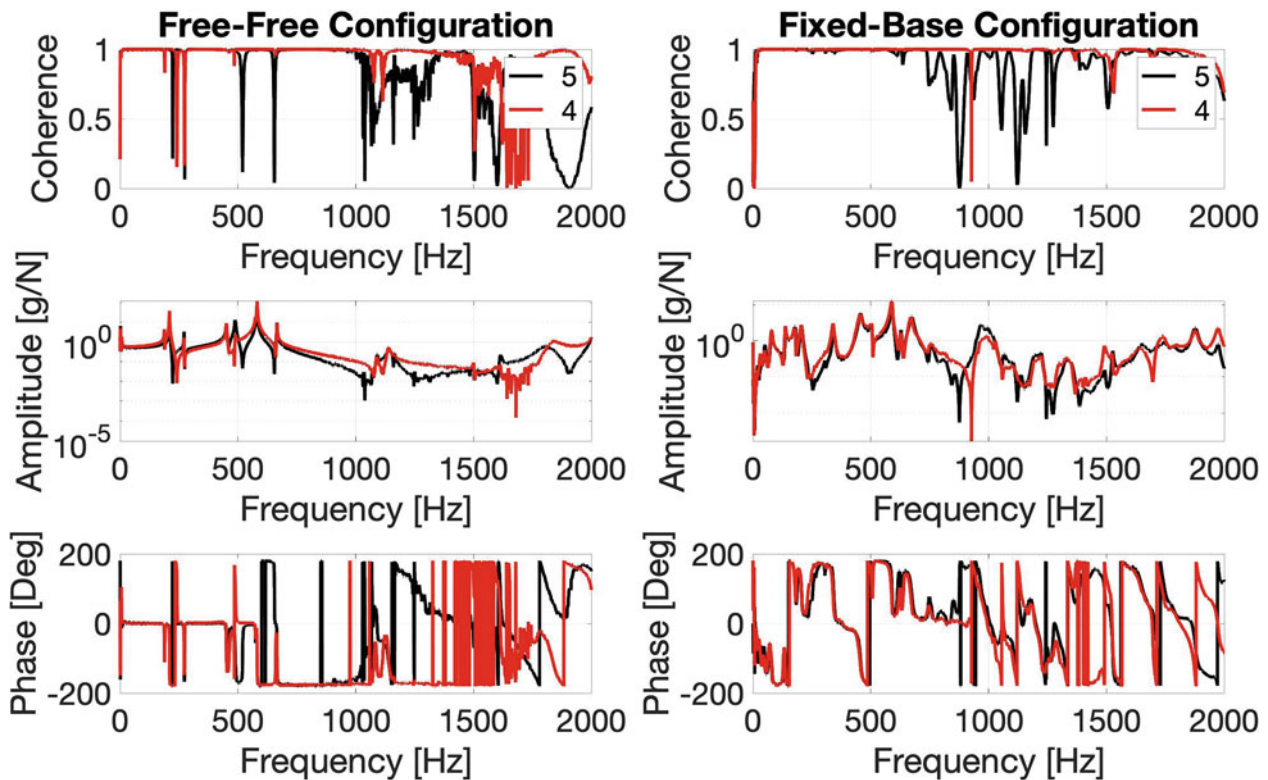 Free-Free Configuration
Coherence
1
0.5
0
5
4
0 500 1000 1500 2000
Frequency [Hz]
Amplitude [g/N]
10^0
10^-5
0 500 1000 1500 2000
Frequency [Hz]
Phase [Deg]
200
0
-200
0 500 1000 1500 2000
Frequency [Hz]
Fixed-Base Configuration
Coherence
1
0.5
0
5
4
0 500 1000 1500 2000
Frequency [Hz]
Amplitude [g/N]
10^0
0 500 1000 1500 2000
Frequency [Hz]
Phase [Deg]
200
0
-200
0 500 1000 1500 2000
Frequency [Hz]